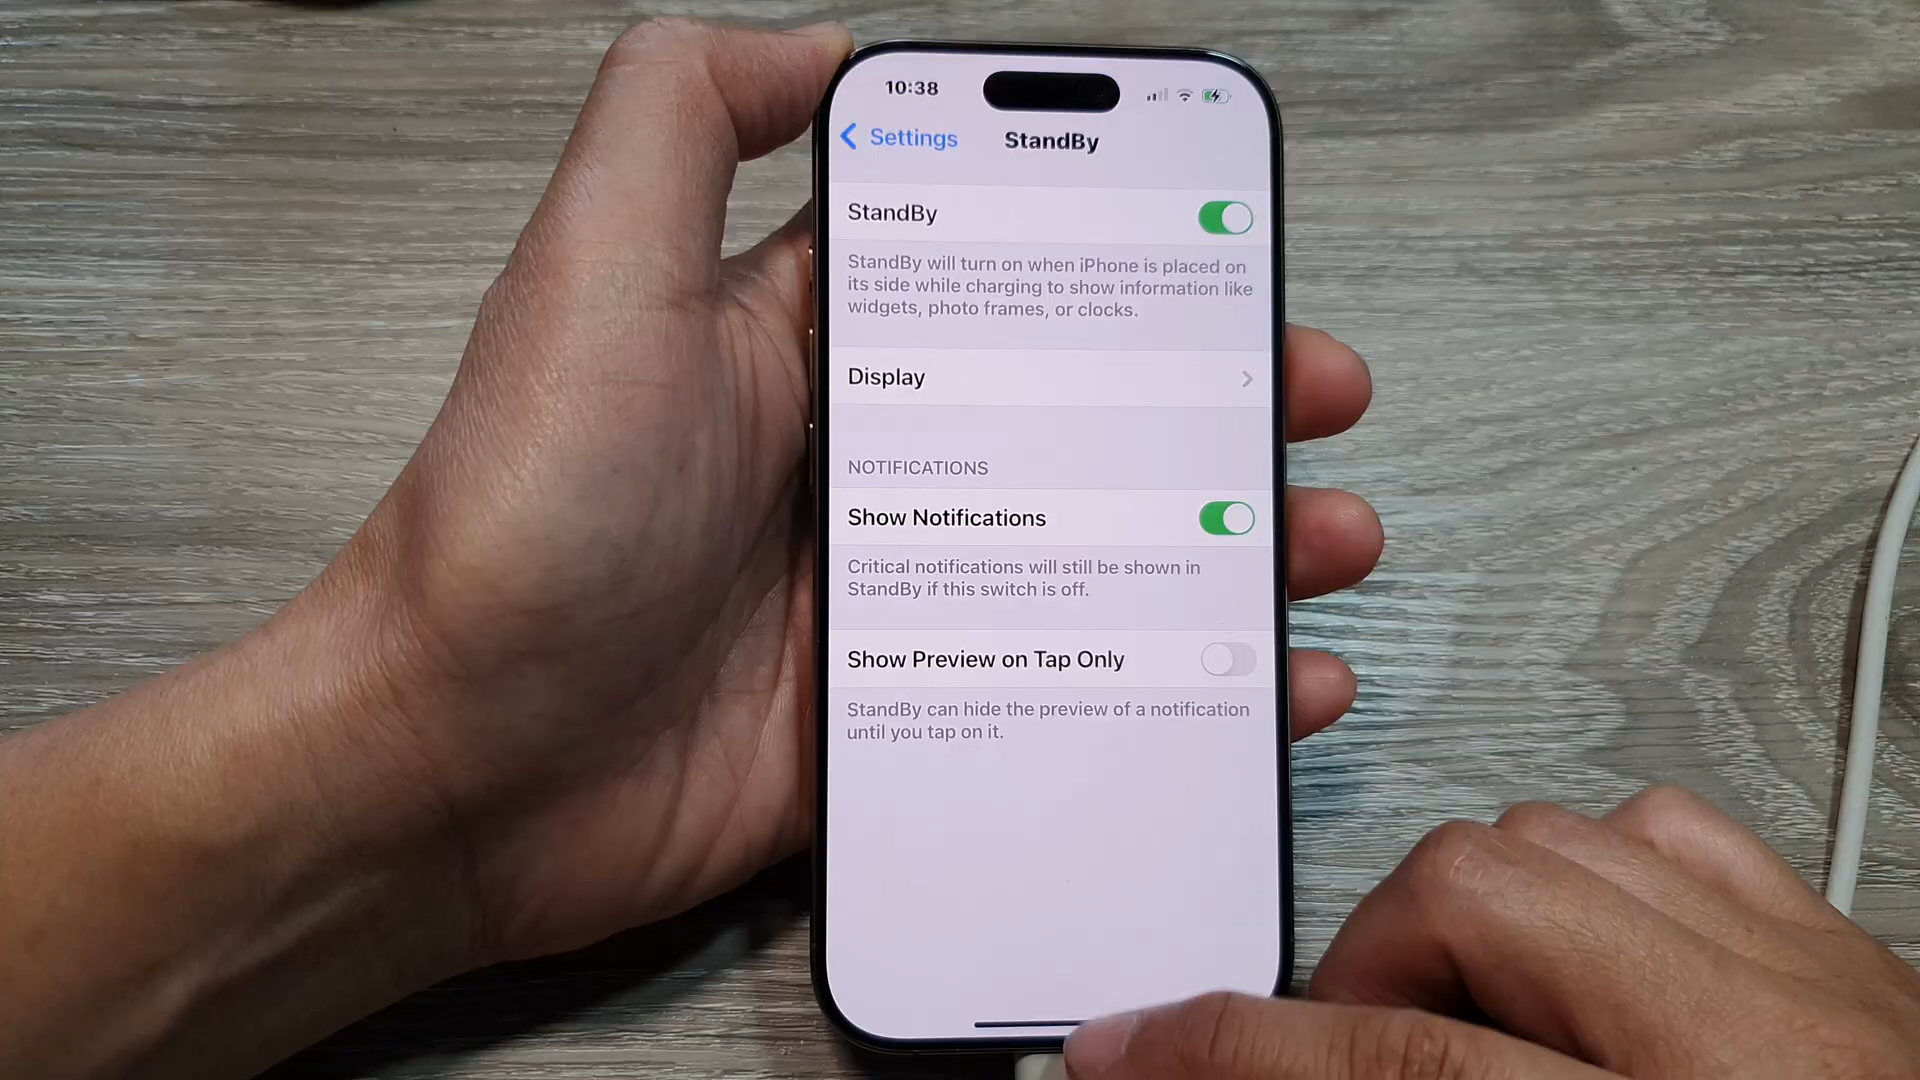 10:38
Settings
StandBy
StandBy
StandBy will turn on when iPhone is placed on
its side while charging to show information like
widgets, photo frames, or clocks.
Display
NOTIFICATIONS
Show Notifications
Critical notifications will still be shown in
StandBy if this switch is off.
Show Preview on Tap Only
StandBy can hide the preview of a notification
until you tap on it.